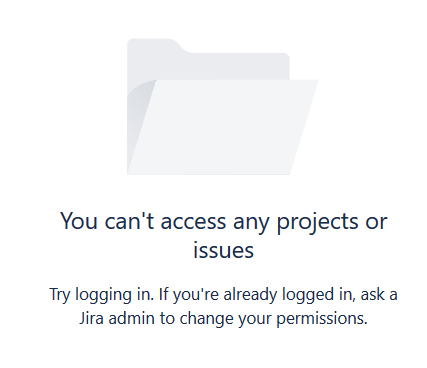 You can't access any projects or
issues
Try logging in. If you're already logged in, ask a
Jira admin to change your permissions.